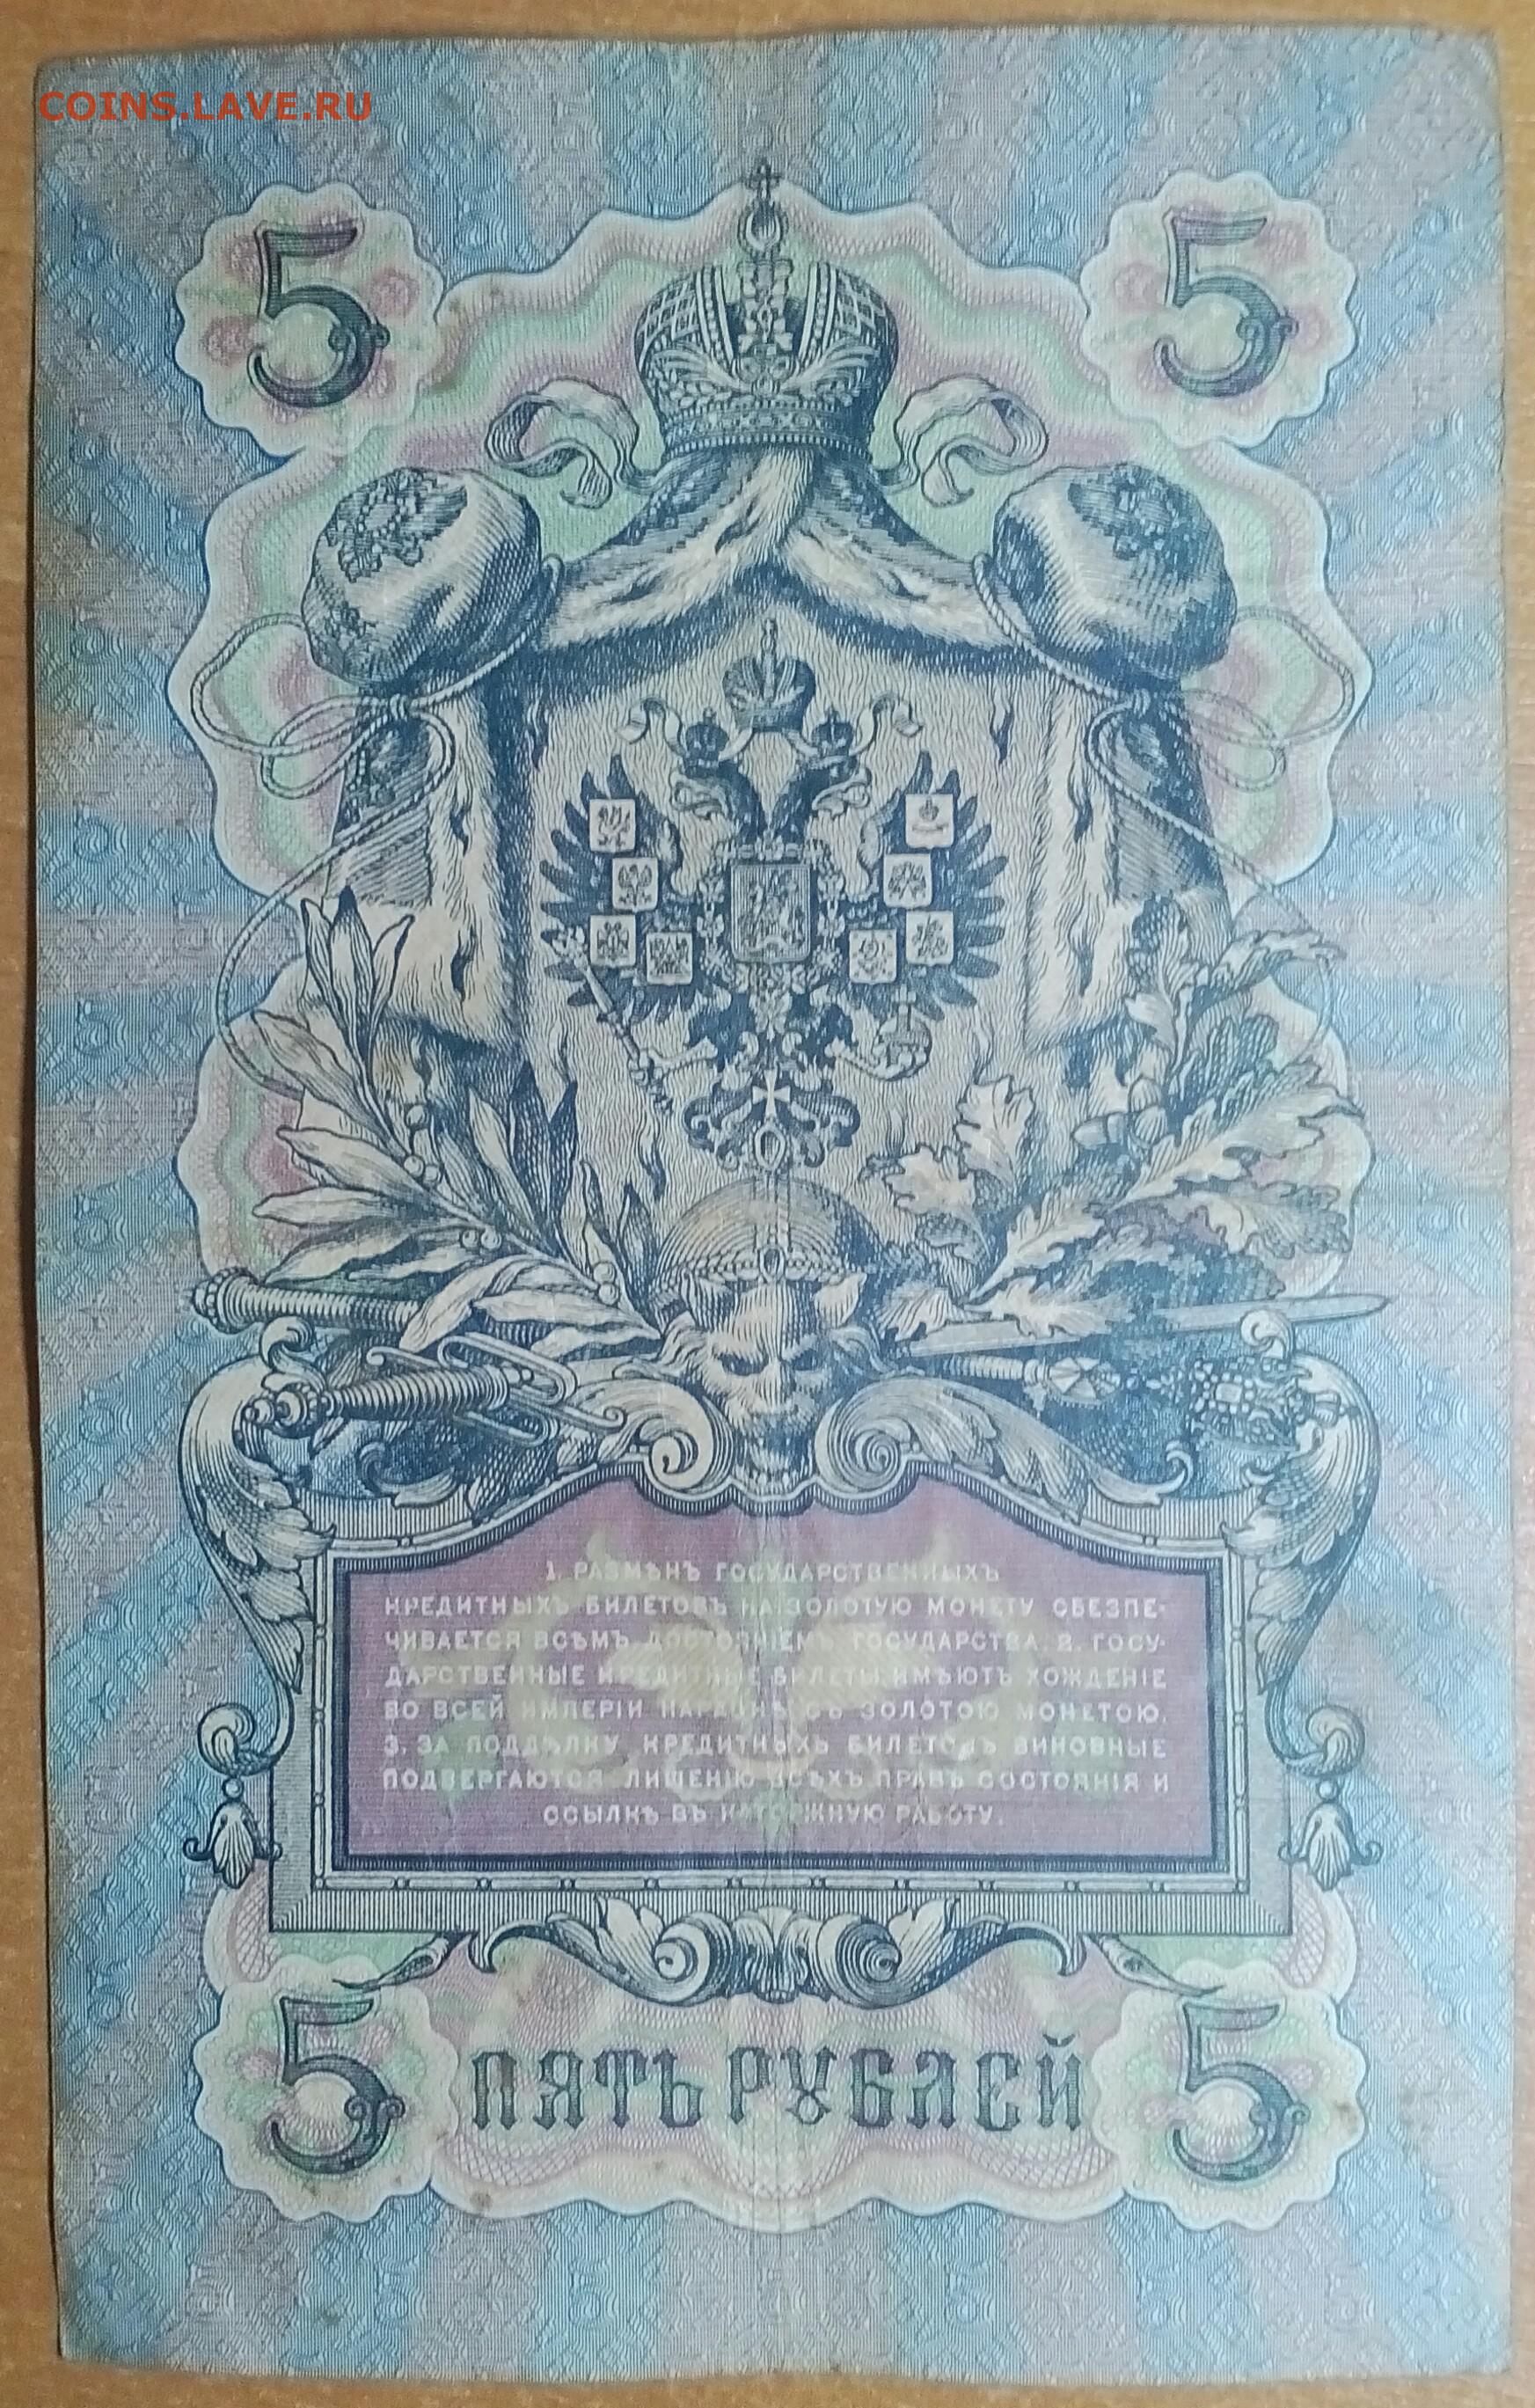 COINS.LAVE.RU
5 5
1. РАЗМѢНЪ ГОСУДАРСТВЕННЫХЪ
КРЕДИТНЫХЪ БИЛЕТОВЪ НА ЗОЛОТУЮ МОНЕТУ ОБЕЗПЕ-
ЧИВАЕТСЯ ВСѢМЪ ДОСТОЯНІЕМЪ ГОСУДАРСТВА. 2. ГОСУ-
ДАРСТВЕННЫЕ КРЕДИТНЫЕ БИЛЕТЫ ИМѢЮТЪ ХОЖДЕНІЕ
ВО ВСЕЙ ИМПЕРІИ НАРАВНѢ СЪ ЗОЛОТОЮ МОНЕТОЮ.
3. ЗА ПОДДѢЛКУ КРЕДИТНЫХЪ БИЛЕТОВЪ ВИНОВНЫЕ
ПОДВЕРГАЮТСЯ ЛИШЕНІЮ ВСѢХЪ ПРАВЪ СОСТОЯНІЯ И
ССЫЛКѢ ВЪ КАТОРЖНУЮ РАБОТУ.
5 ПЯТЬ РУБЛЕЙ 5